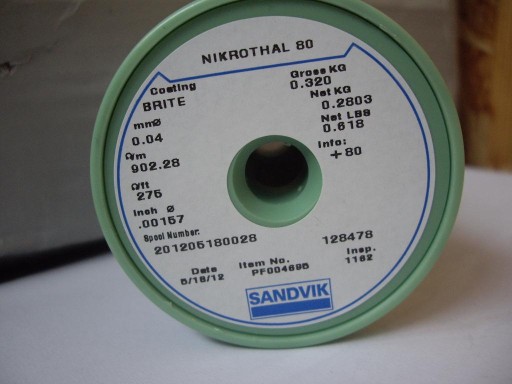 NIKROTHAL 80
Coating
BRITE
mmØ
0.04
Ω/m
902.28
Ω/ft
275
Inch Ø
.00157
Gross KG
0.320
Net KG
0.2803
Net LBS
0.618
Info:
+80
Spool Number:
201205180028
128478
Date
5/18/12
Item No.
PF004695
Insp.
1162
SANDVIK